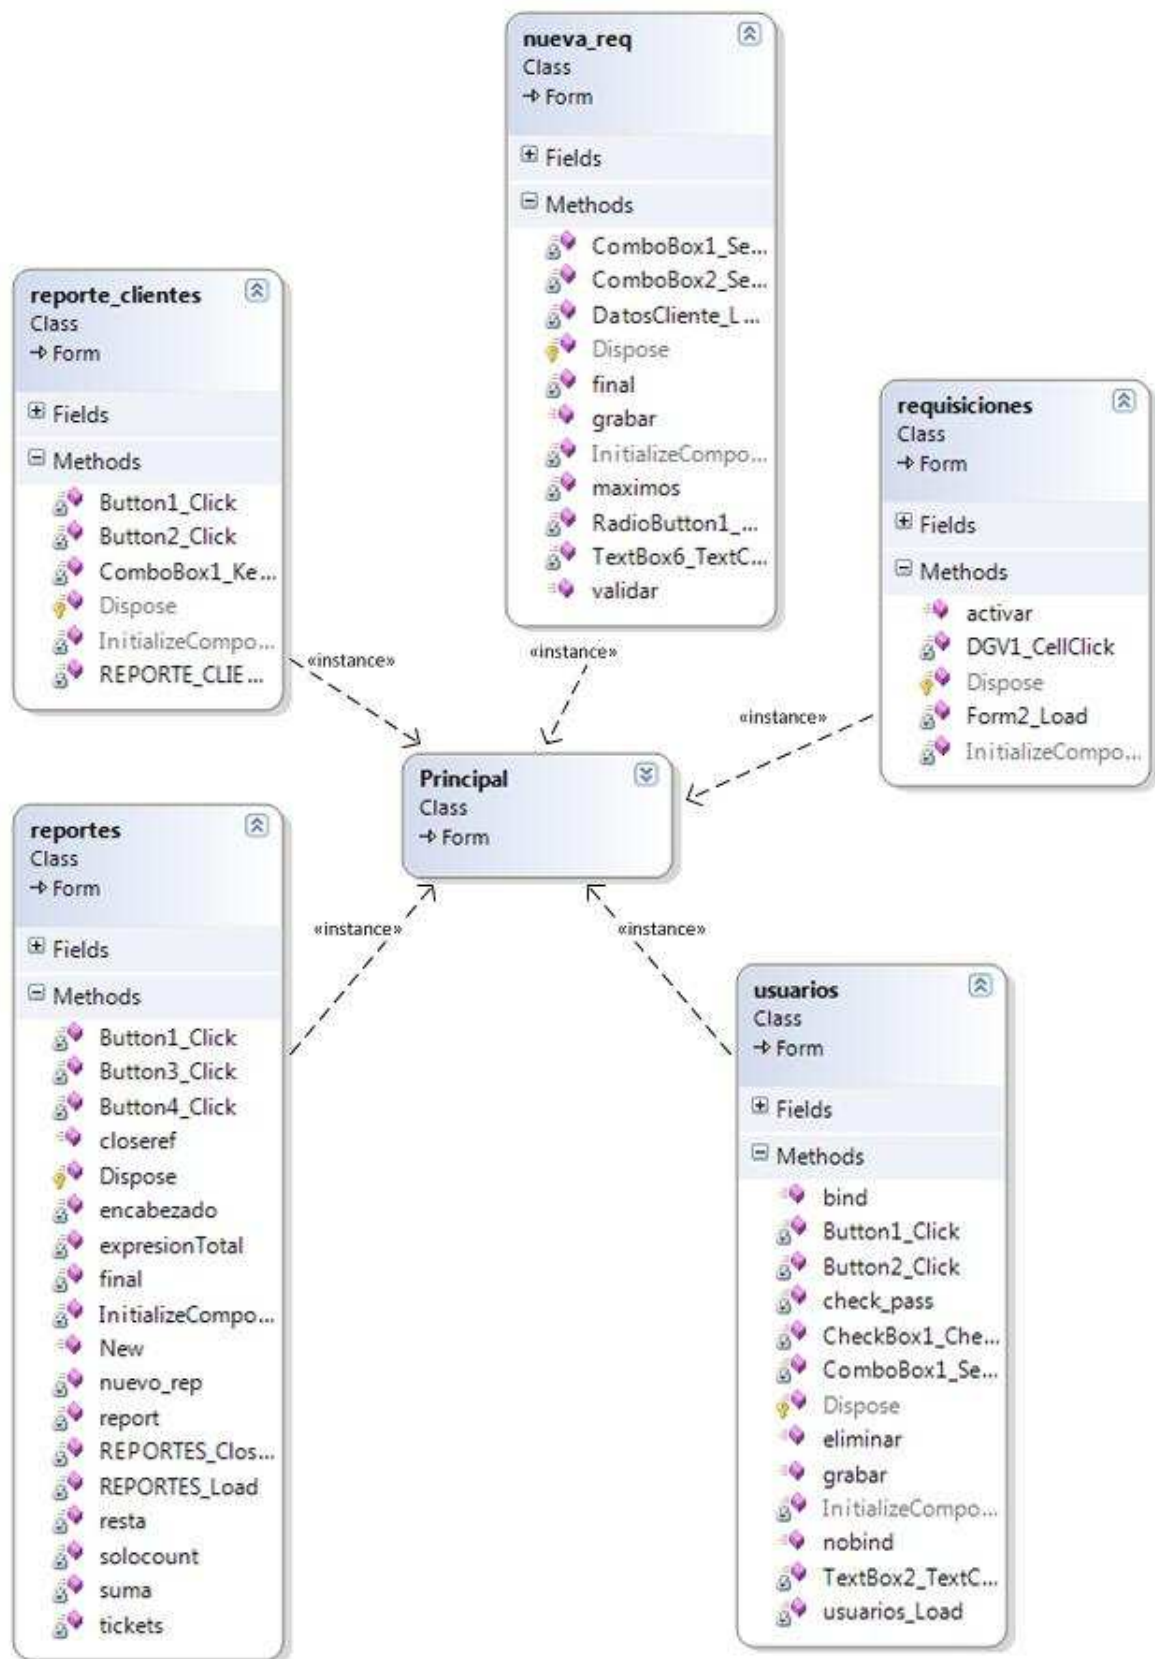 nueva_req
Class
Form
Fields
Methods
ComboBox1_Se...
ComboBox2_Se...
DatosCliente_L...
Dispose
final
grabar
InitializeCompo...
maximos
RadioButton1_...
TextBox6_TextC...
validar
reporte_clientes
Class
Form
Fields
Methods
Button1_Click
Button2_Click
ComboBox1_Ke...
Dispose
InitializeCompo...
REPORTE_CLIE...
requisiciones
Class
Form
Fields
Methods
activar
DGV1_CellClick
Dispose
Form2_Load
InitializeCompo...
«instance»
«instance»
«instance»
Principal
Class
Form
«instance»
«instance»
reportes
Class
Form
Fields
Methods
Button1_Click
Button3_Click
Button4_Click
closeref
Dispose
encabezado
expresionTotal
final
InitializeCompo...
New
nuevo_rep
report
REPORTES_Clos...
REPORTES_Load
resta
solocount
suma
tickets
usuarios
Class
Form
Fields
Methods
bind
Button1_Click
Button2_Click
check_pass
CheckBox1_Che...
ComboBox1_Se...
Dispose
eliminar
grabar
InitializeCompo...
nobind
TextBox2_TextC...
usuarios_Load